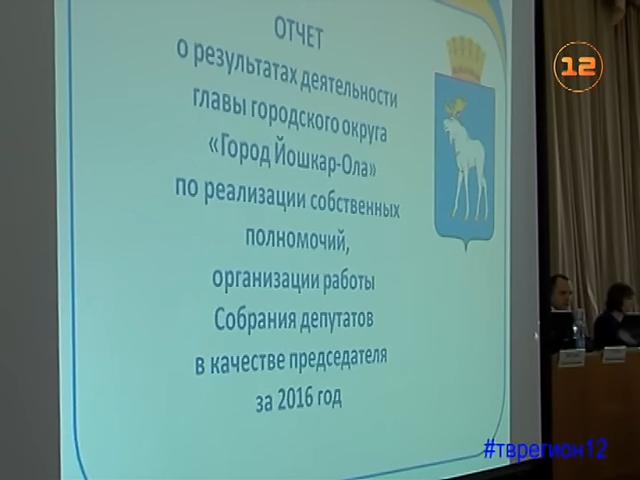 ОТЧЕТ
о результатах деятельности
главы городского округа
«Город Йошкар-Ола»
по реализации собственных
полномочий,
организации работы
Собрания депутатов
в качестве председателя
за 2016 год
12
#тврегион12